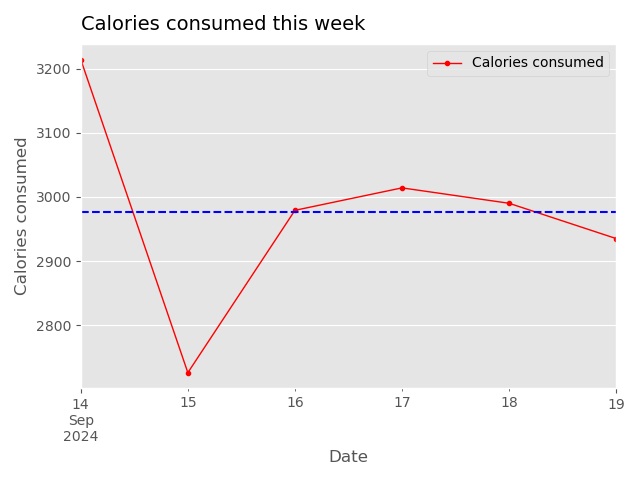 Calories consumed this week
Calories consumed
3200
3100
3000
2900
2800
Calories consumed
14
Sep
2024
15
16
17
18
19
Date